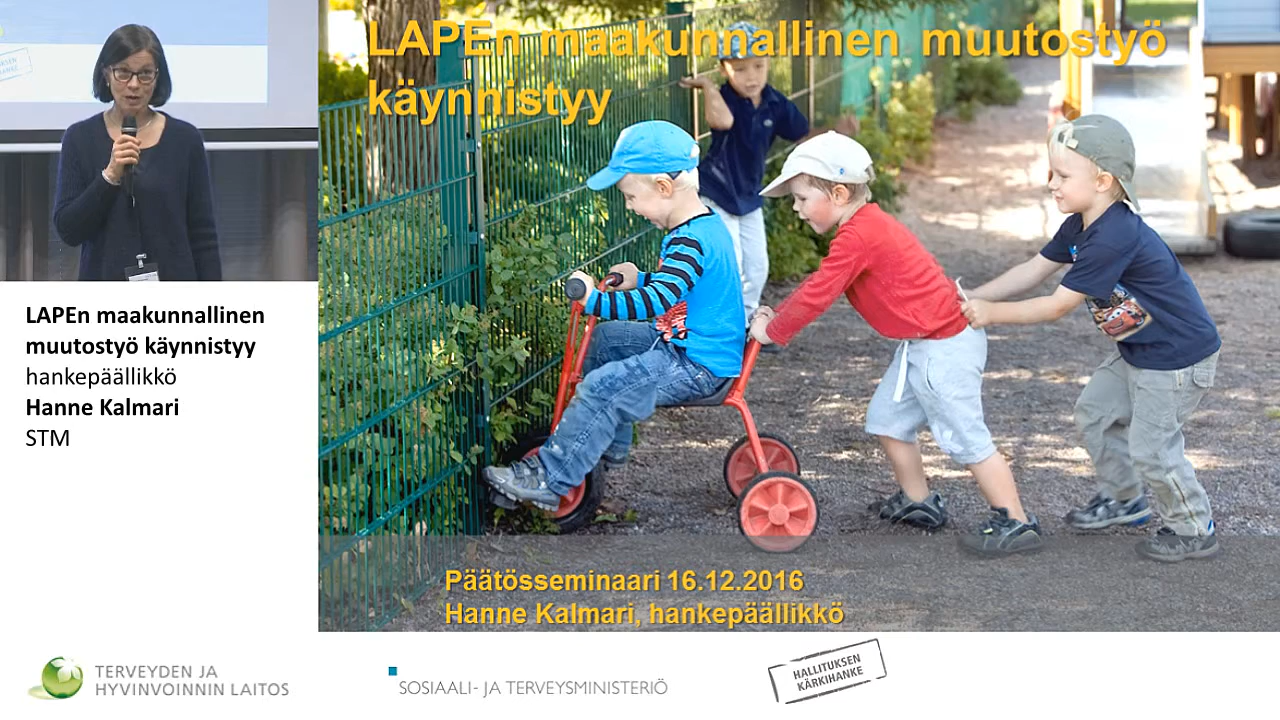 LAPEn maakunnallinen muutostyö
käynnistyy
LAPEn maakunnallinen
muutostyö käynnistyy
hankepäällikkö
Hanne Kalmari
STM
Päätösseminaari 16.12.2016
Hanne Kalmari, hankepäällikkö
TERVEYDEN JA
HYVINVOINNIN LAITOS
SOSIAALI- JA TERVEYSMINISTERIÖ
HALLITUKSEN
KÄRKIHANKE